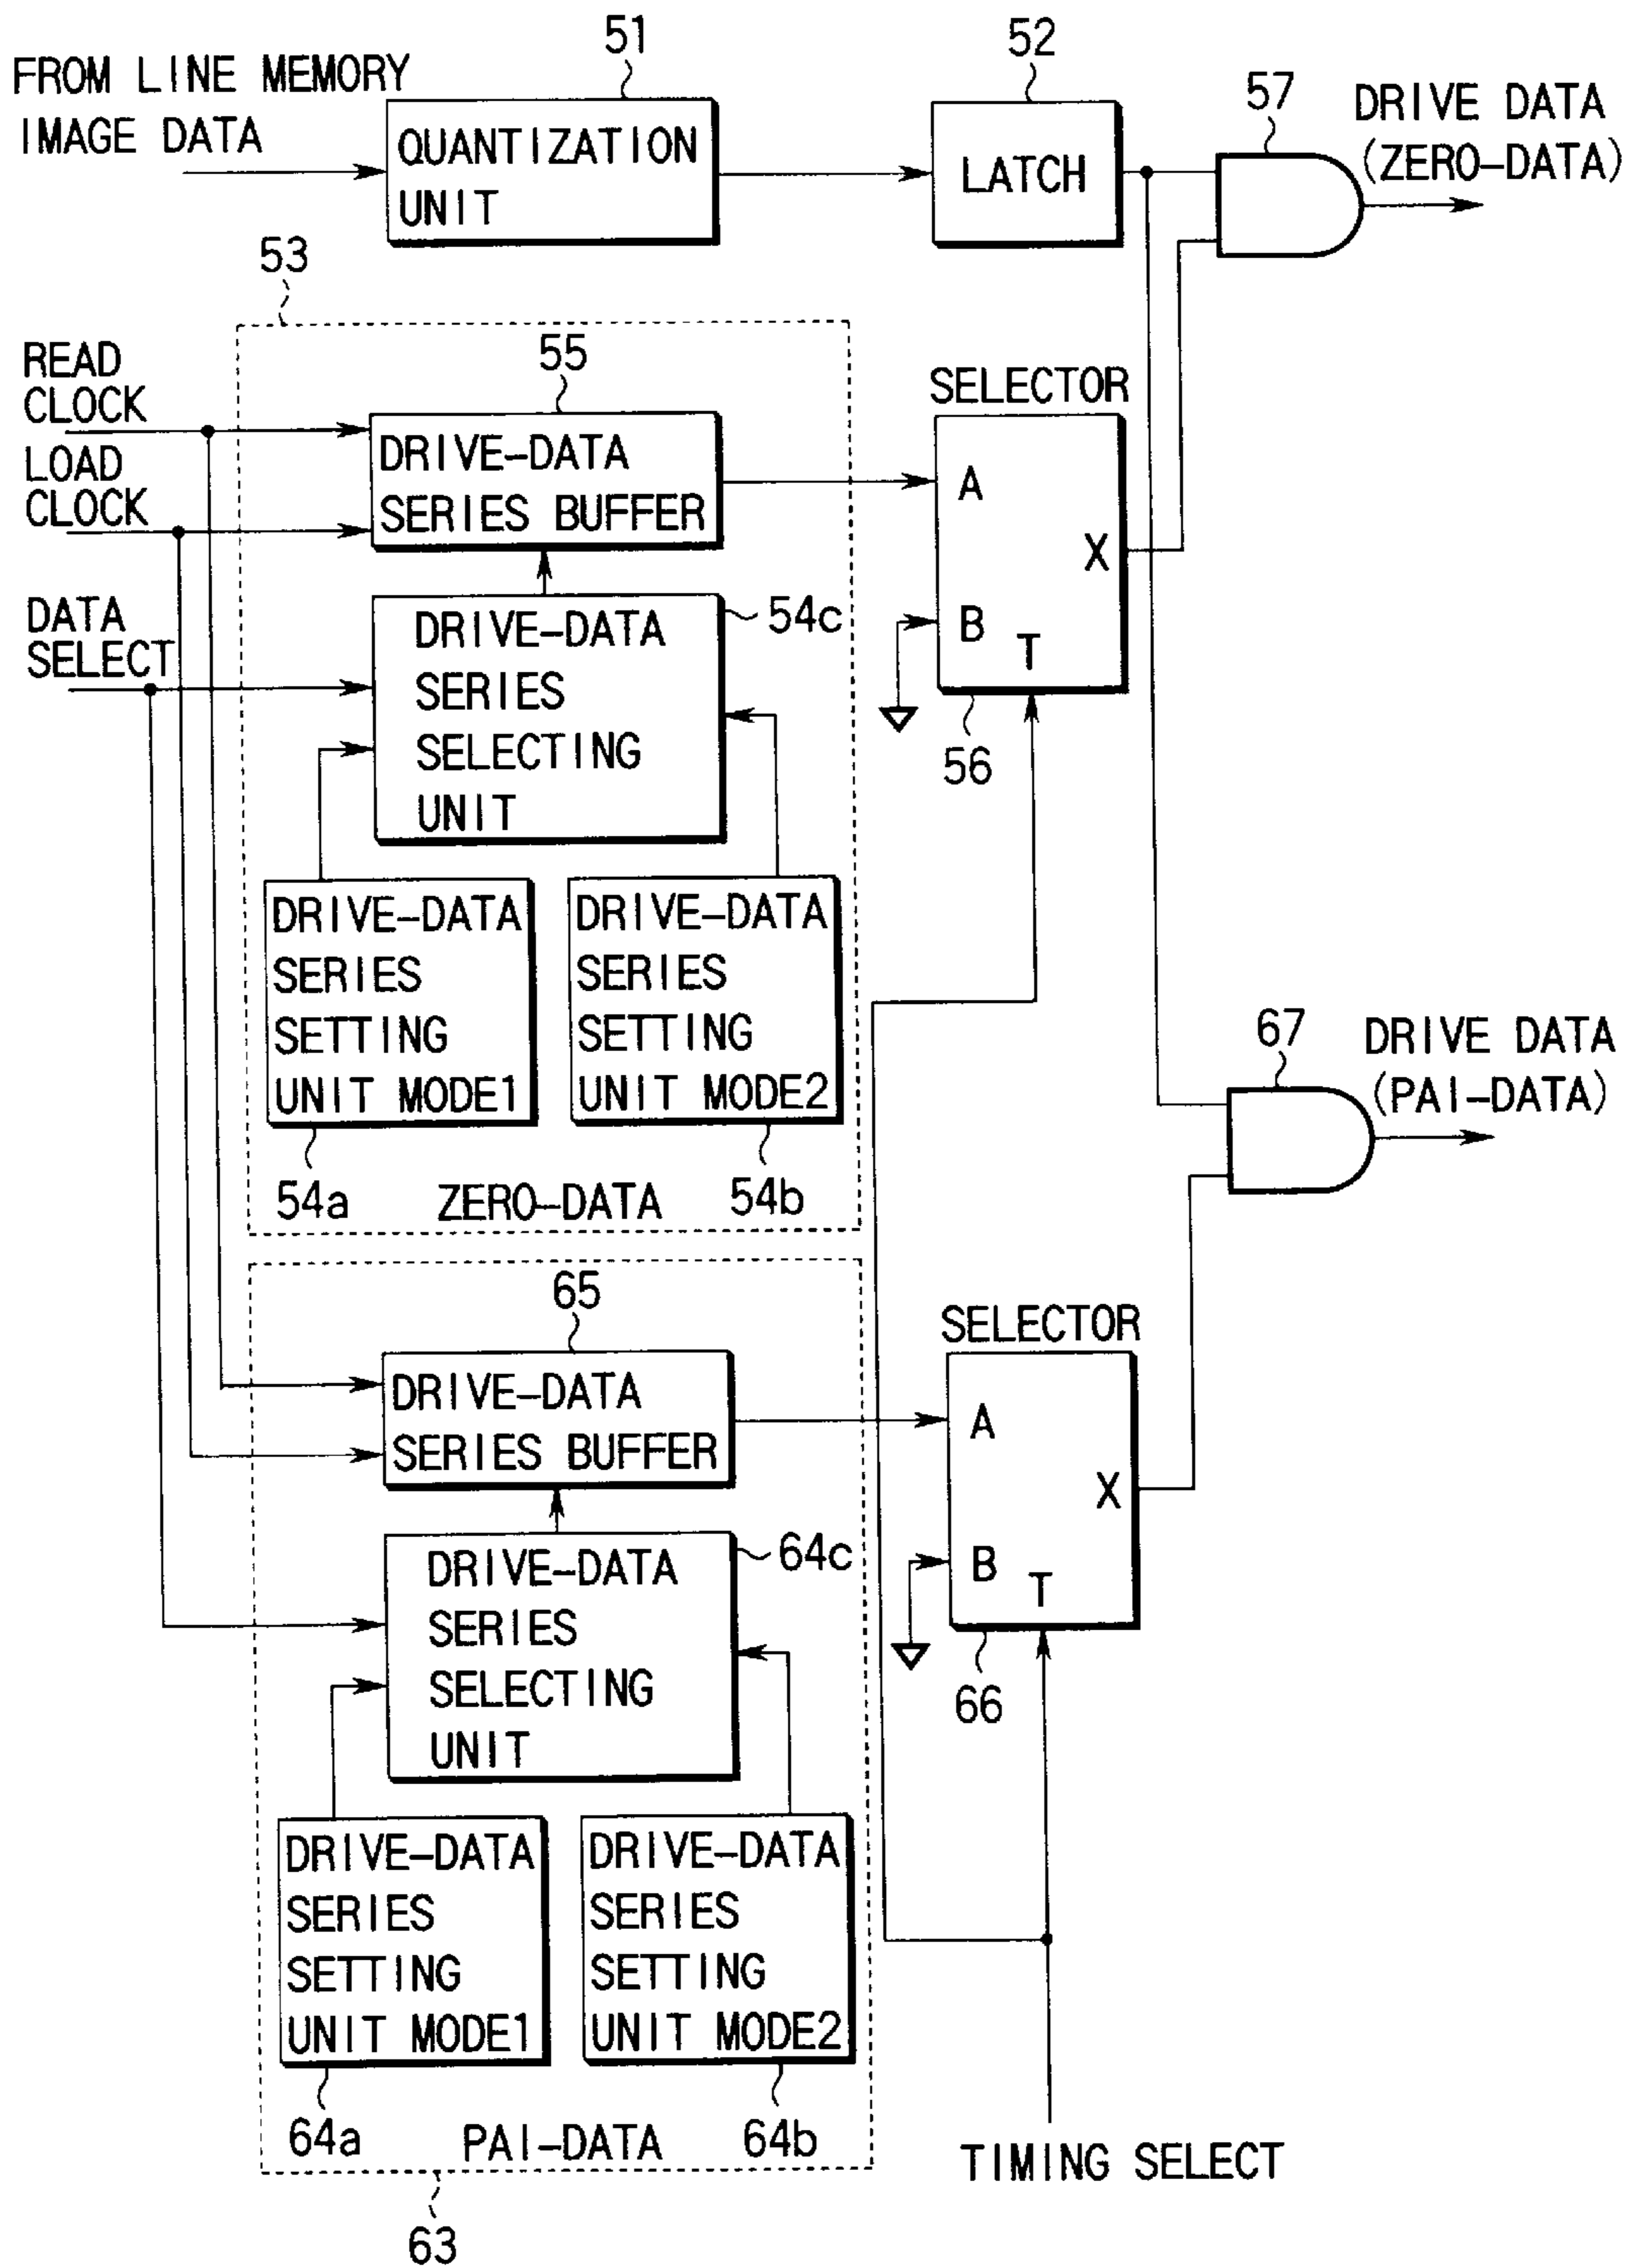 51
52
FROM LINE MEMORY
IMAGE DATA
QUANTIZATION
UNIT
LATCH
57
DRIVE DATA
(ZERO-DATA)
53
READ
CLOCK
LOAD
CLOCK
DATA
SELECT
55
DRIVE-DATA
SERIES BUFFER
SELECTOR
A
B
X
T
56
54c
DRIVE-DATA
SERIES
SELECTING
UNIT
DRIVE-DATA
SERIES
SETTING
UNIT MODE1
DRIVE-DATA
SERIES
SETTING
UNIT MODE2
54a
ZERO-DATA
54b
67
DRIVE DATA
(PAI-DATA)
65
DRIVE-DATA
SERIES BUFFER
SELECTOR
A
B
X
T
66
64c
DRIVE-DATA
SERIES
SELECTING
UNIT
DRIVE-DATA
SERIES
SETTING
UNIT MODE1
DRIVE-DATA
SERIES
SETTING
UNIT MODE2
64a
PAI-DATA
64b
TIMING SELECT
63